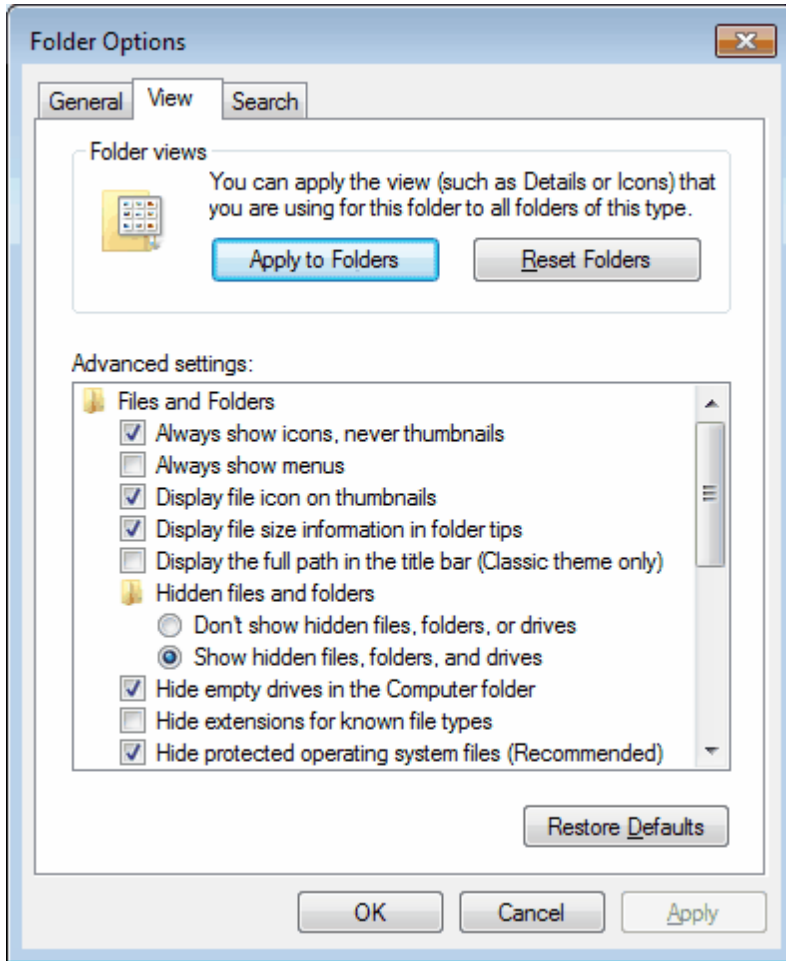 Folder Options
General View Search
Folder views
You can apply the view (such as Details or Icons) that
you are using for this folder to all folders of this type.
Apply to Folders Reset Folders
Advanced settings:
Files and Folders
Always show icons, never thumbnails
Always show menus
Display file icon on thumbnails
Display file size information in folder tips
Display the full path in the title bar (Classic theme only)
Hidden files and folders
Don't show hidden files, folders, or drives
Show hidden files, folders, and drives
Hide empty drives in the Computer folder
Hide extensions for known file types
Hide protected operating system files (Recommended)
Restore Defaults
OK Cancel Apply